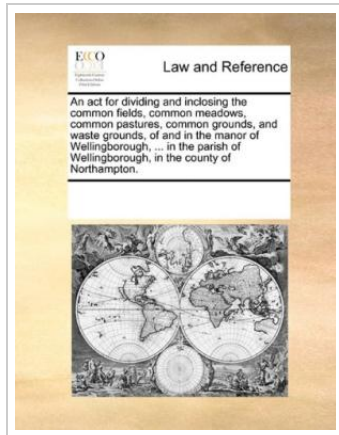 ECCO
Law and Reference
An act for dividing and inclosing the
common fields, common meadows,
common pastures, common grounds, and
waste grounds, of and in the manor of
Wellingborough, ... in the parish of
Wellingborough, in the county of
Northampton.